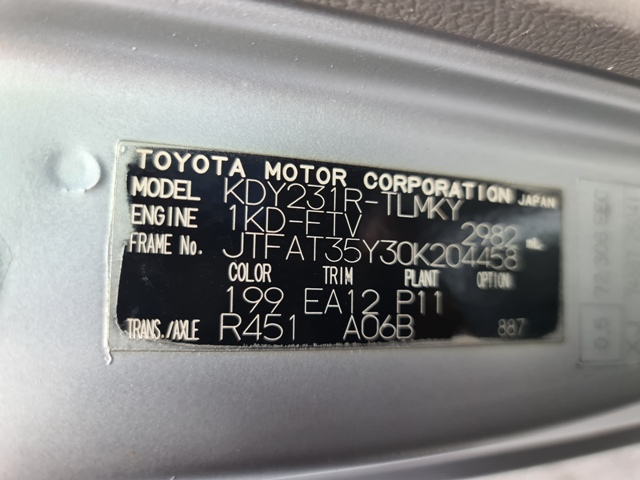 TOYOTA MOTOR CORPORATION JAPAN
MODEL KDY231R-TLMKY
ENGINE 1KD-FTV 2982 mL
FRAME No. JTFAT35Y30K204458
COLOR TRIM PLANT OPTION
199 EA12 P11
TRANS./AXLE R451 A06B 887